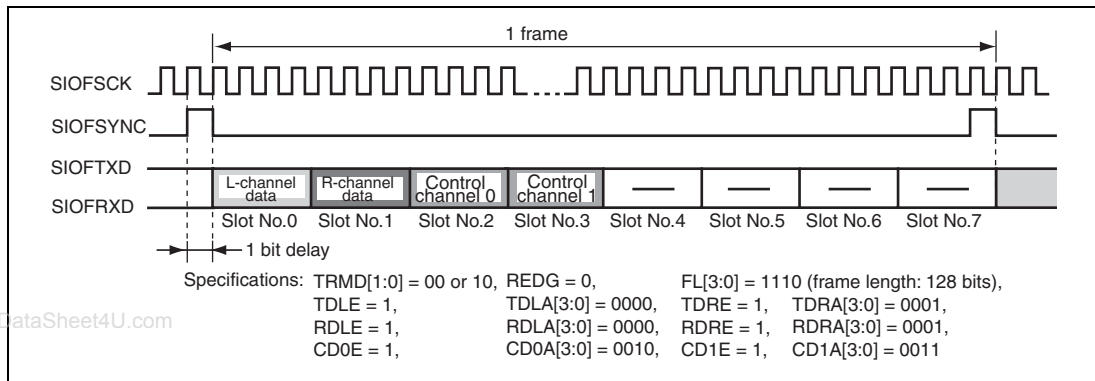 1 frame
SIOFSCK
SIOFSYNC
SIOFTXD
SIOFRXD
L-channel data
R-channel data
Control channel 0
Control channel 1
Slot No.0 Slot No.1 Slot No.2 Slot No.3 Slot No.4 Slot No.5 Slot No.6 Slot No.7
1 bit delay
Specifications: TRMD[1:0] = 00 or 10, REDG = 0, FL[3:0] = 1110 (frame length: 128 bits),
TDLE = 1, TDLA[3:0] = 0000, TDRE = 1, TDRA[3:0] = 0001,
RDLE = 1, RDLA[3:0] = 0000, RDRE = 1, RDRA[3:0] = 0001,
CD0E = 1, CD0A[3:0] = 0010, CD1E = 1, CD1A[3:0] = 0011
DataSheet4U.com